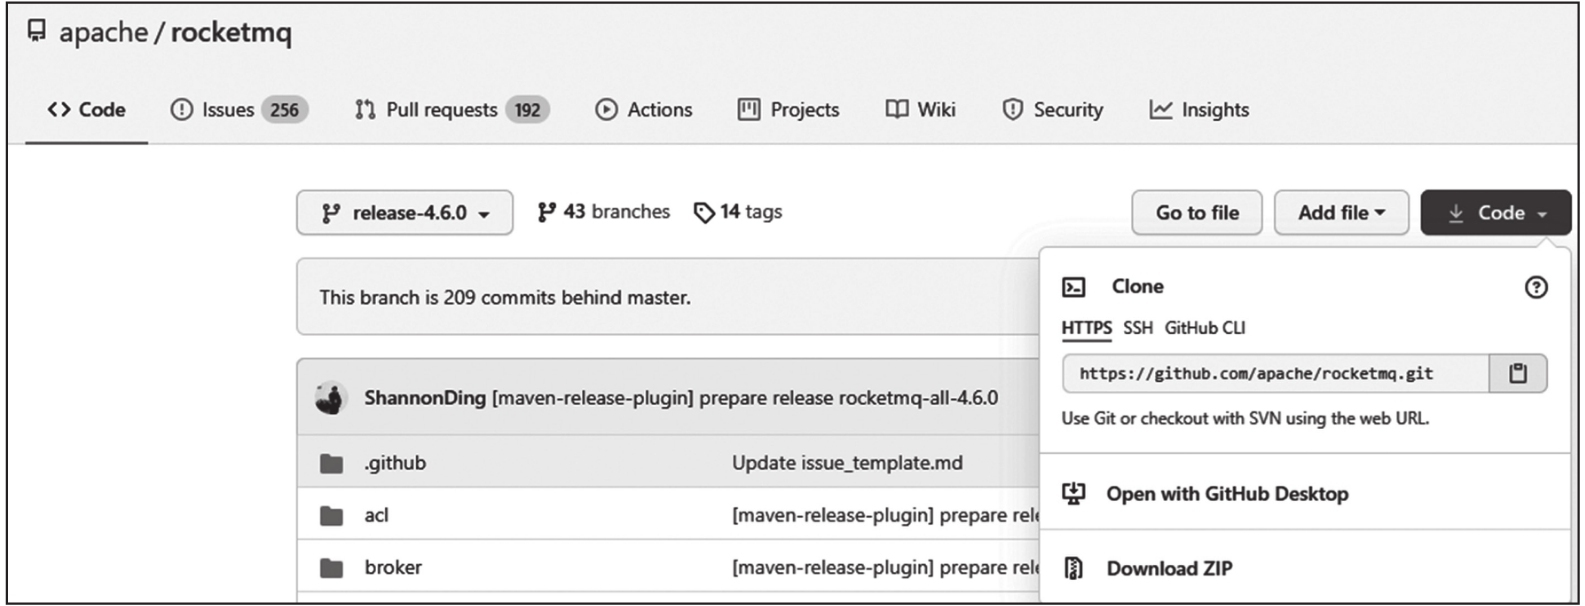 apache / rocketmq
<> Code Issues 256 Pull requests 192 Actions Projects Wiki Security Insights
release-4.6.0 43 branches 14 tags Go to file Add file Code
This branch is 209 commits behind master.
Clone
HTTPS SSH GitHub CLI
https://github.com/apache/rocketmq.git
Use Git or checkout with SVN using the web URL.
Open with GitHub Desktop
Download ZIP
ShannonDing [maven-release-plugin] prepare release rocketmq-all-4.6.0
.github Update issue_template.md
acl [maven-release-plugin] prepare rele
broker [maven-release-plugin] prepare rele